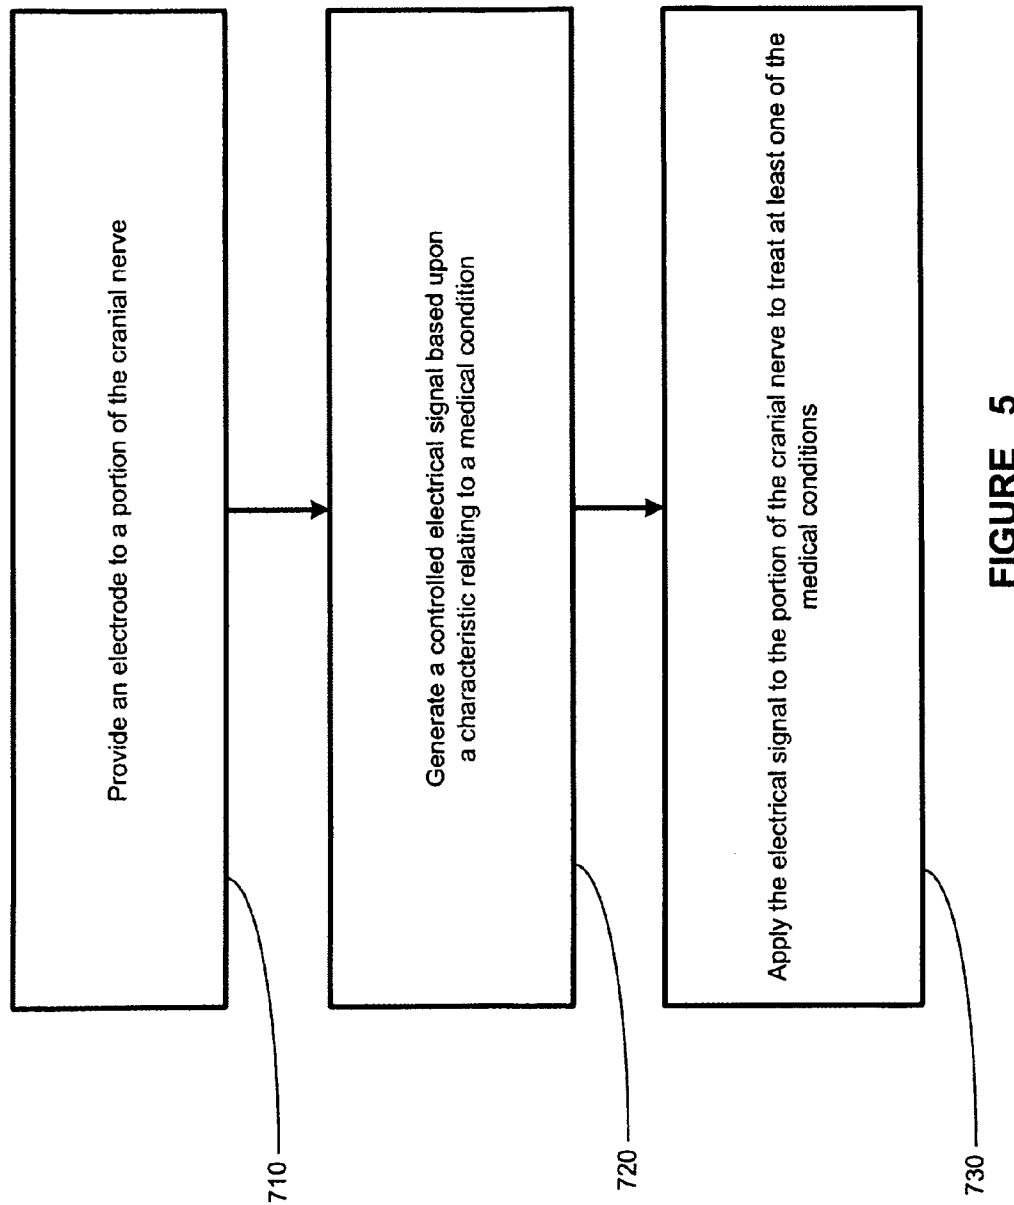 Provide an electrode to a portion of the cranial nerve
710
Generate a controlled electrical signal based upon
a characteristic relating to a medical condition
720
Apply the electrical signal to the portion of the cranial nerve to treat at least one of the
medical conditions
730
FIGURE 5